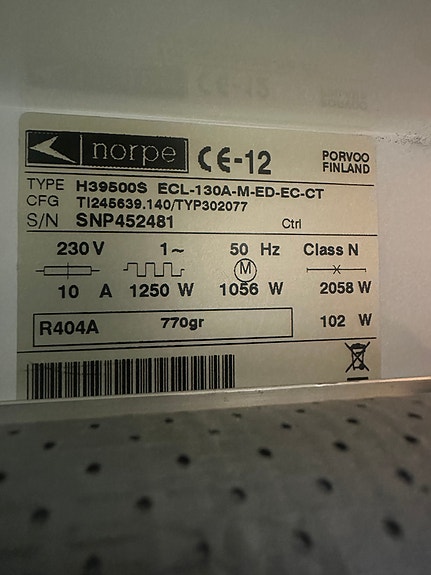 norpe CE-12 PORVOO
FINLAND
TYPE H39500S ECL-130A-M-ED-EC-CT
CFG TI245639.140/TYP302077
S/N SNP452481 Ctrl
230 V 1~ 50 Hz Class N
M
10 A 1250 W 1056 W 2058 W
R404A 770gr 102 W